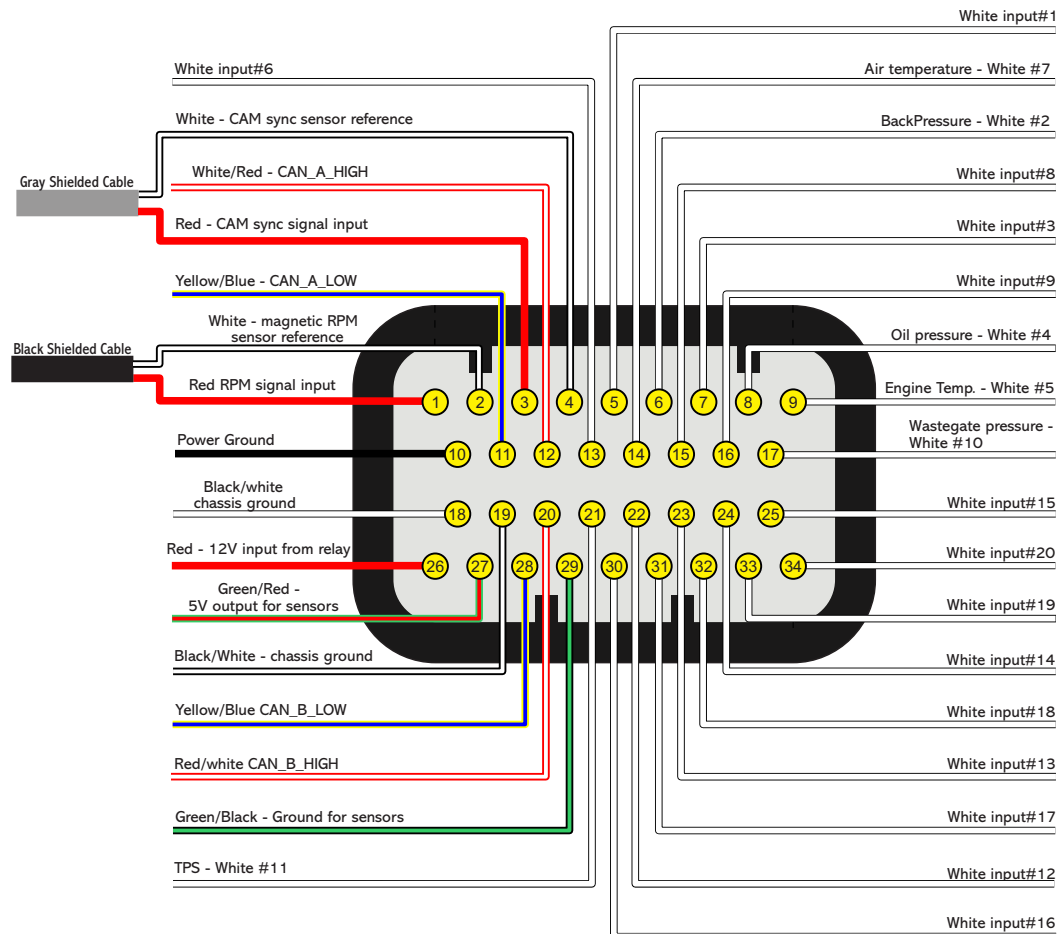 White input#1
White input#6
Air temperature - White #7
White - CAM sync sensor reference
BackPressure - White #2
White/Red - CAN_A_HIGH
White input#8
Gray Shielded Cable
Red - CAM sync signal input
White input#3
Yellow/Blue - CAN_A_LOW
White input#9
White - magnetic RPM
sensor reference
Oil pressure - White #4
Black Shielded Cable
Red RPM signal input
Engine Temp. - White #5
1 2 3 4 5 6 7 8 9
Power Ground
Wastegate pressure -
White #10
10 11 12 13 14 15 16 17
Black/white
chassis ground
White input#15
18 19 20 21 22 23 24 25
Red - 12V input from relay
White input#20
26 27 28 29 30 31 32 33 34
Green/Red -
5V output for sensors
White input#19
Black/White - chassis ground
White input#14
Yellow/Blue CAN_B_LOW
White input#18
Red/white CAN_B_HIGH
White input#13
Green/Black - Ground for sensors
White input#17
TPS - White #11
White input#12
White input#16